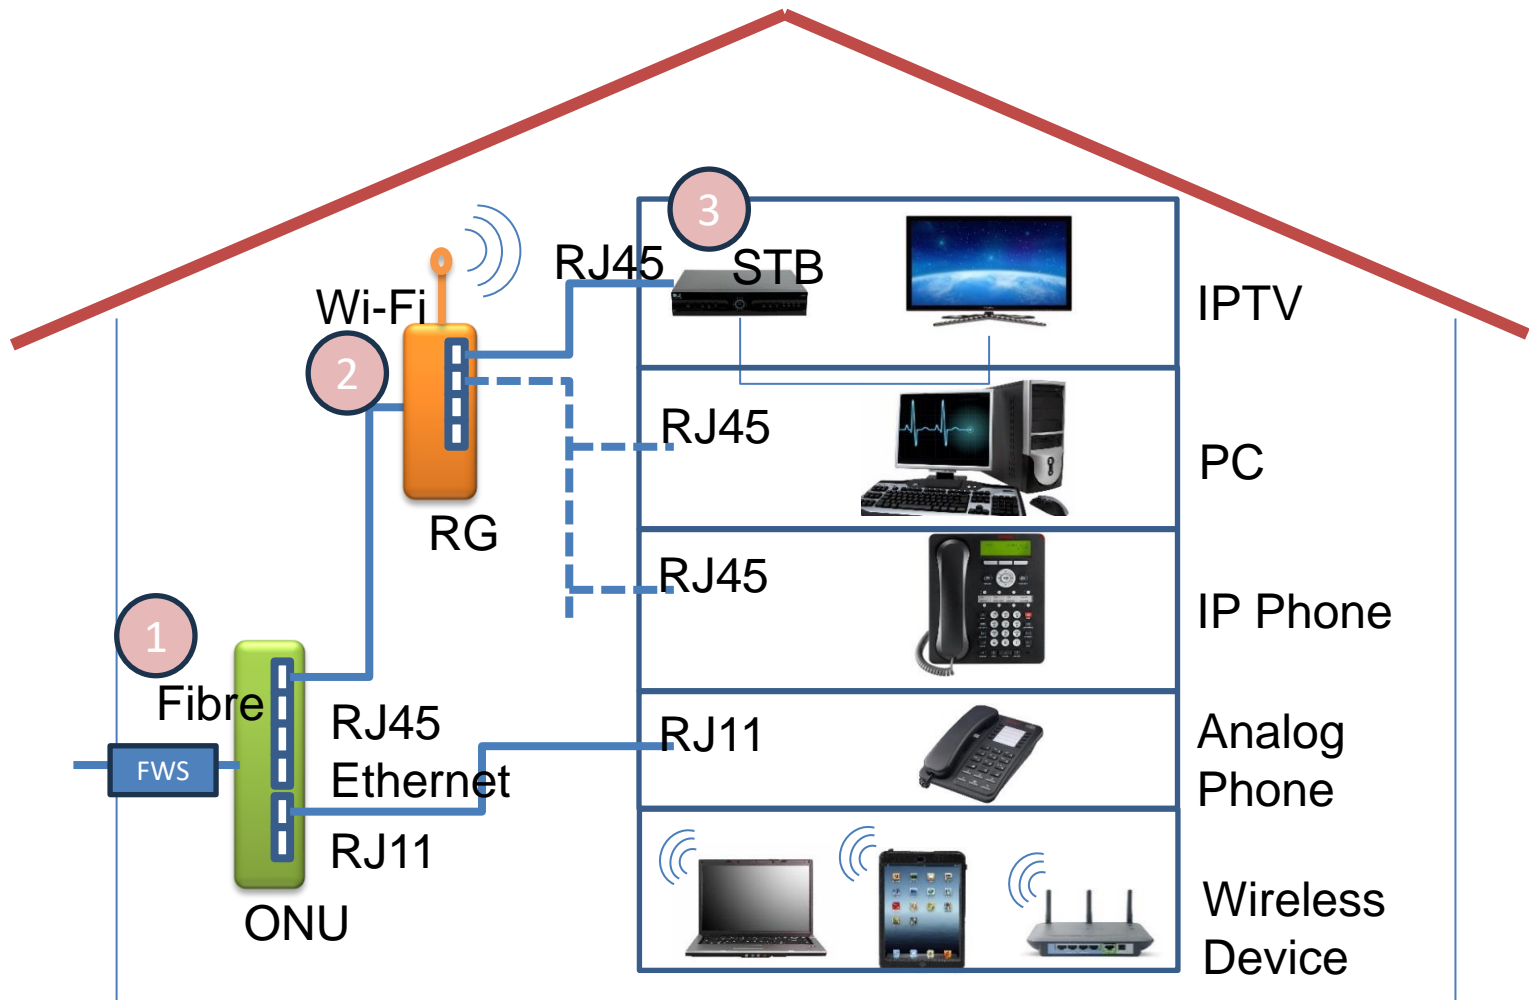 3
RJ45
STB
Wi-Fi
IPTV
2
RJ45
PC
RG
RJ45
IP Phone
1
Fibre
RJ45
Ethernet
RJ11
Analog
Phone
FWS
RJ11
ONU
Wireless
Device